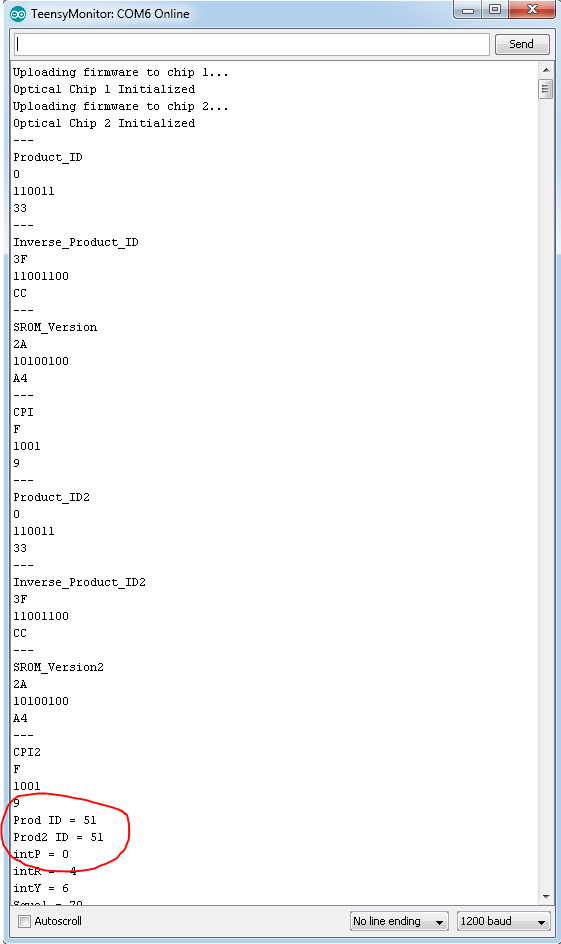 TeensyMonitor: COM6 Online
Send
Uploading firmware to chip 1...
Optical Chip 1 Initialized
Uploading firmware to chip 2...
Optical Chip 2 Initialized
---
Product_ID
0
110011
33
---
Inverse_Product_ID
3F
11001100
CC
---
SROM_Version
2A
10100100
A4
---
CPI
F
1001
9
---
Product_ID2
0
110011
33
---
Inverse_Product_ID2
3F
11001100
CC
---
SROM_Version2
2A
10100100
A4
---
CPI2
F
1001
9
Prod ID = 51
Prod2 ID = 51
intP = 0
intR = 4
intY = 6
Autoscroll
No line ending
1200 baud